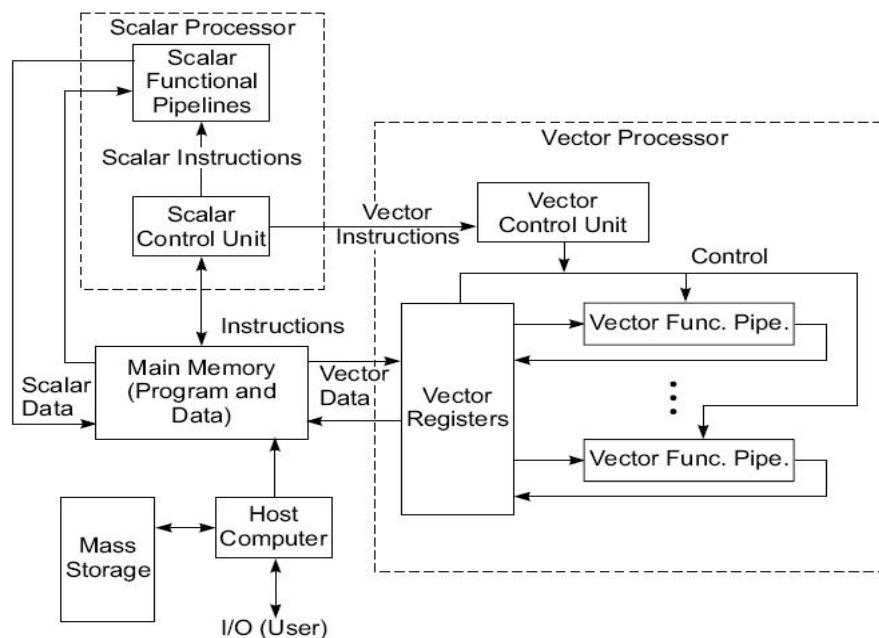 Scalar Processor
Scalar
Functional
Pipelines
Scalar Instructions
Scalar
Control Unit
Vector
Instructions
Vector Processor
Vector
Control Unit
Control
Instructions
Main Memory
(Program and
Data)
Scalar
Data
Vector
Data
Vector
Registers
Vector Func. Pipe.
Vector Func. Pipe.
Mass
Storage
Host
Computer
I/O (User)